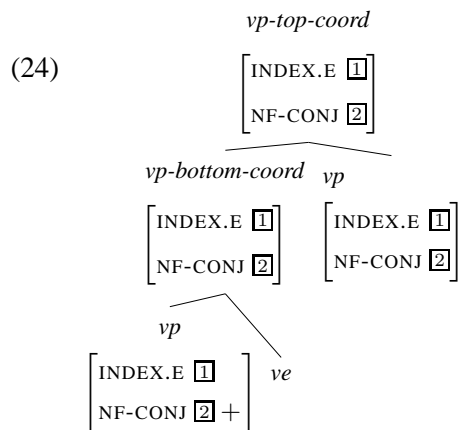 vp-top-coord
(24)
[INDEX.E 1
NF-CONJ 2]
vp-bottom-coord vp
[INDEX.E 1 [INDEX.E 1
NF-CONJ 2] NF-CONJ 2]
vp
ve
[INDEX.E 1
NF-CONJ 2 +]